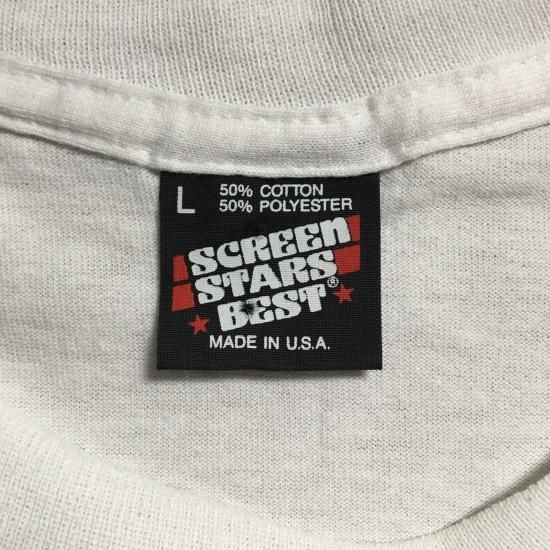 L
50% COTTON
50% POLYESTER
SCREEN
STARS
BEST®
MADE IN U.S.A.